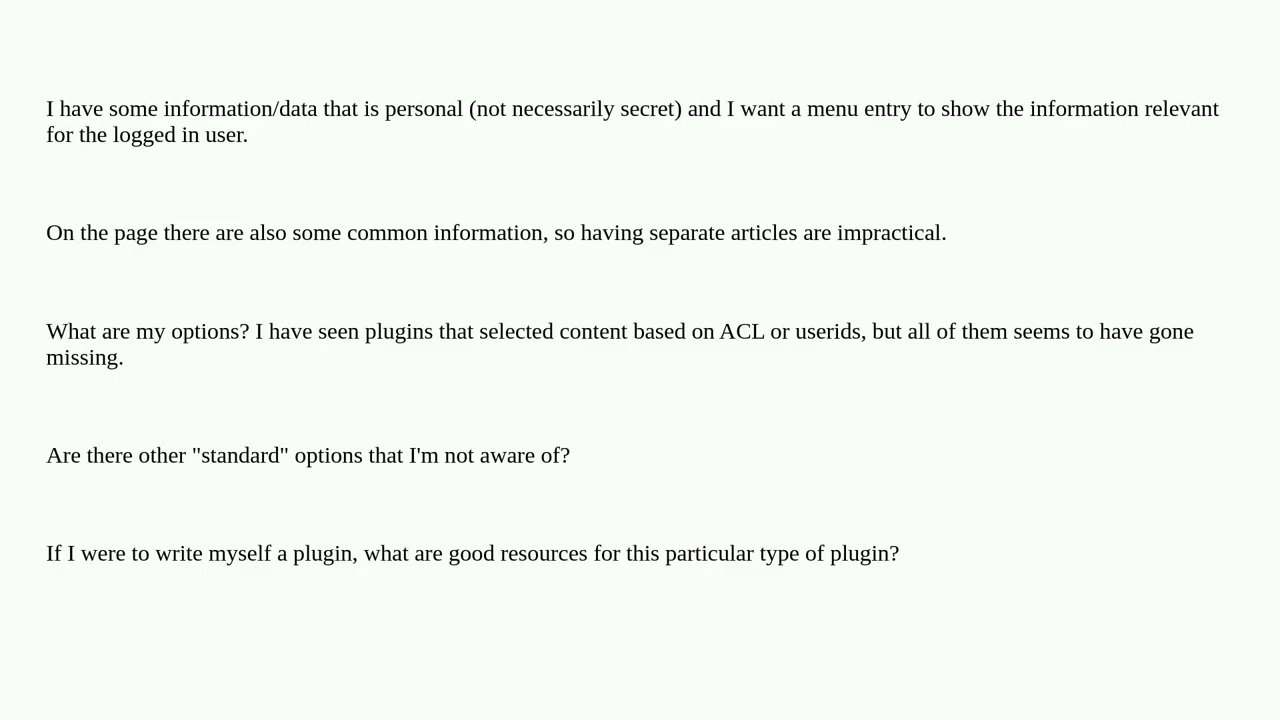 I have some information/data that is personal (not necessarily secret) and I want a menu entry to show the information relevant
for the logged in user.
On the page there are also some common information, so having separate articles are impractical.
What are my options? I have seen plugins that selected content based on ACL or userids, but all of them seems to have gone
missing.
Are there other "standard" options that I'm not aware of?
If I were to write myself a plugin, what are good resources for this particular type of plugin?